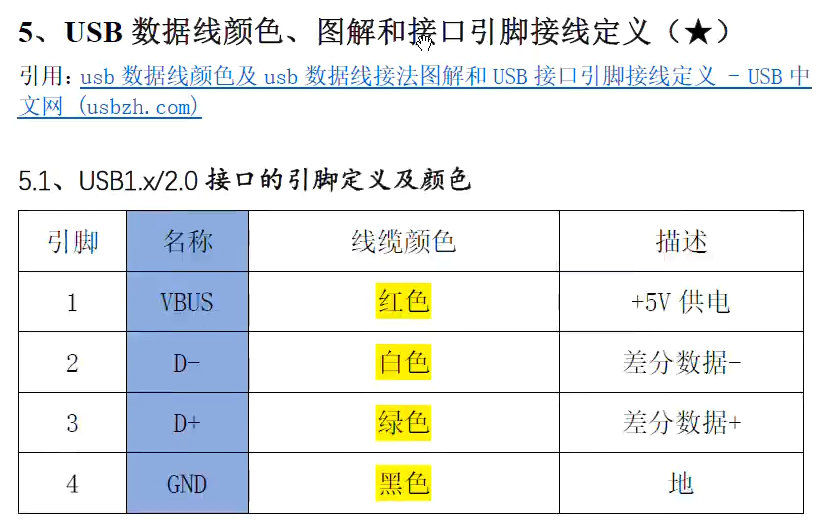 5、USB 数据线颜色、图解和接口引脚接线定义（★）
引用：usb 数据线颜色及 usb 数据线接法图解和 USB 接口引脚接线定义 - USB 中
文网 (usbzh.com)
5.1、USB1.x/2.0 接口的引脚定义及颜色
引脚 名称 线缆颜色 描述
1 VBUS 红色 +5V 供电
2 D- 白色 差分数据-
3 D+ 绿色 差分数据+
4 GND 黑色 地